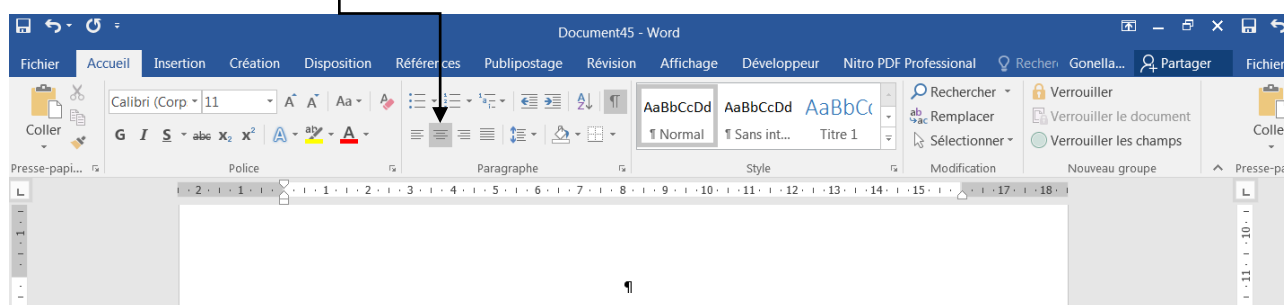 Document45 - Word
Fichier Accueil Insertion Création Disposition Références Publipostage Révision Affichage Développeur Nitro PDF Professional Recher Gonella... Partager Fichier
Calibri (Corp 11 A A Aa AaBbCcDd AaBbCcDd AaBbC Rechercher Verrouiller
Coller G I S abc x₂ x² A ab A ¶ Normal ¶ Sans int... Titre 1 Remplacer Verrouiller le document Colle
Sélectionner Verrouiller les champs
Presse-papi... Police Paragraphe Style Modification Nouveau groupe Presse-pa
2 1 1 2 3 4 5 6 7 8 9 10 11 12 13 14 15 17 18
1
10
11
¶